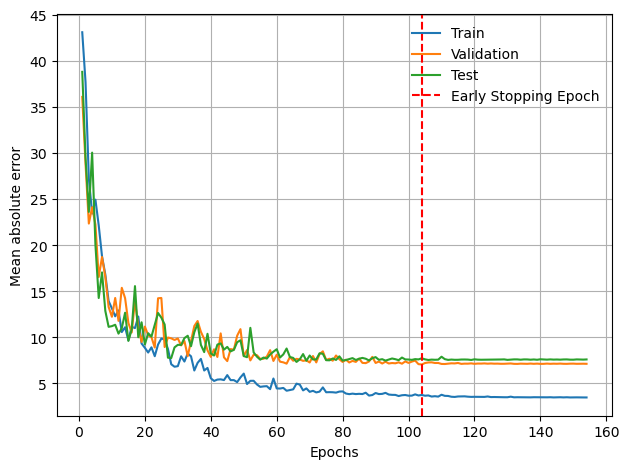 45
40
35
30
25
20
15
10
5
Mean absolute error
Train
Validation
Test
Early Stopping Epoch
0 20 40 60 80 100 120 140 160
Epochs